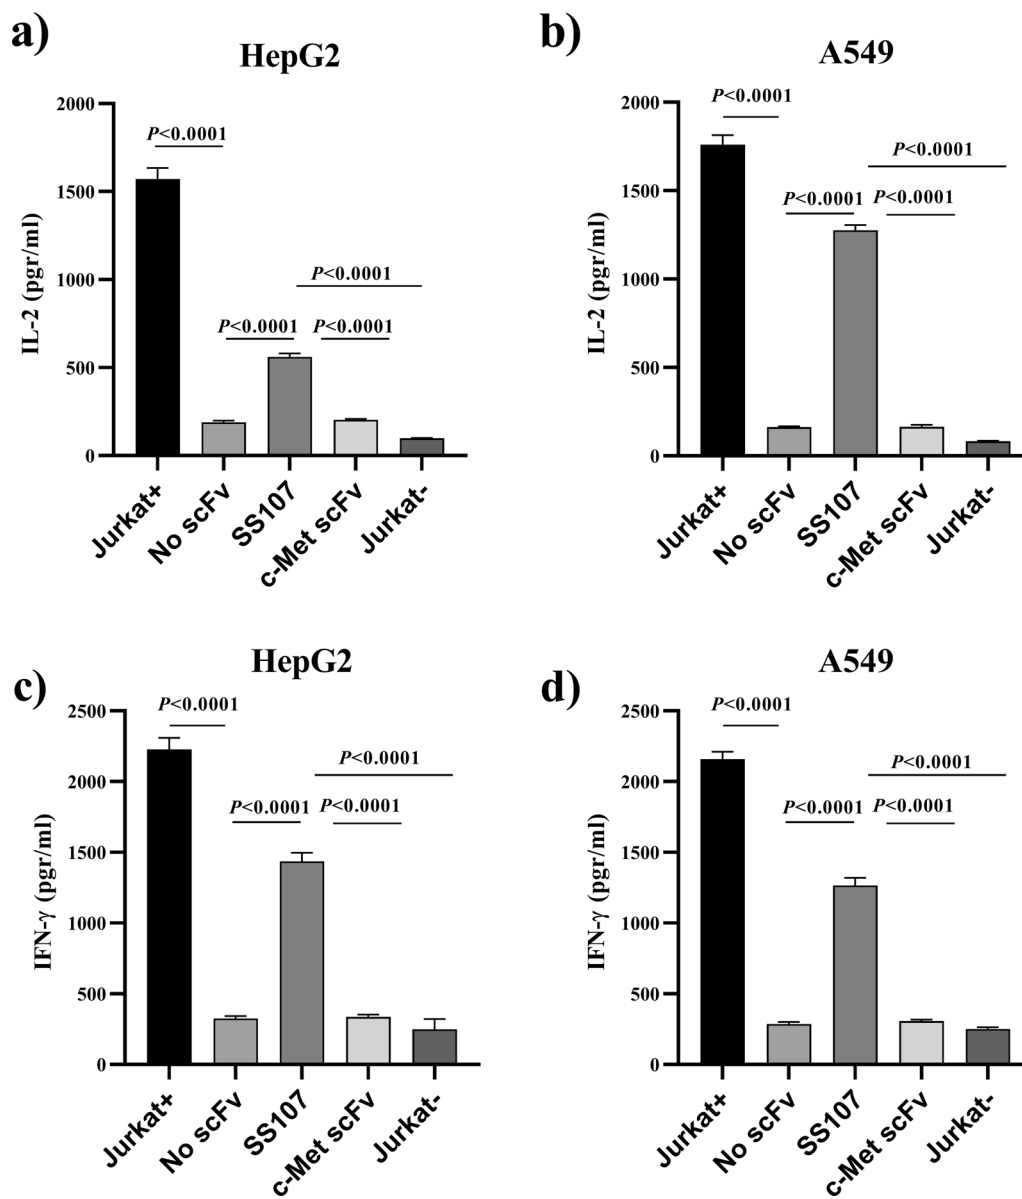 a)
HepG2
IL-2 (pgr/ml)
2000
1500
1000
500
0
P<0.0001
P<0.0001
P<0.0001
P<0.0001
Jurkat+
No scFv
SS107
c-Met scFv
Jurkat-
b)
A549
IL-2 (pgr/ml)
2000
1500
1000
500
0
P<0.0001
P<0.0001
P<0.0001
P<0.0001
Jurkat+
No scFv
SS107
c-Met scFv
Jurkat-
c)
HepG2
IFN-γ (pgr/ml)
2500
2000
1500
1000
500
0
P<0.0001
P<0.0001
P<0.0001
P<0.0001
Jurkat+
No scFv
SS107
c-Met scFv
Jurkat-
d)
A549
IFN-γ (pgr/ml)
2500
2000
1500
1000
500
0
P<0.0001
P<0.0001
P<0.0001
P<0.0001
Jurkat+
No scFv
SS107
c-Met scFv
Jurkat-